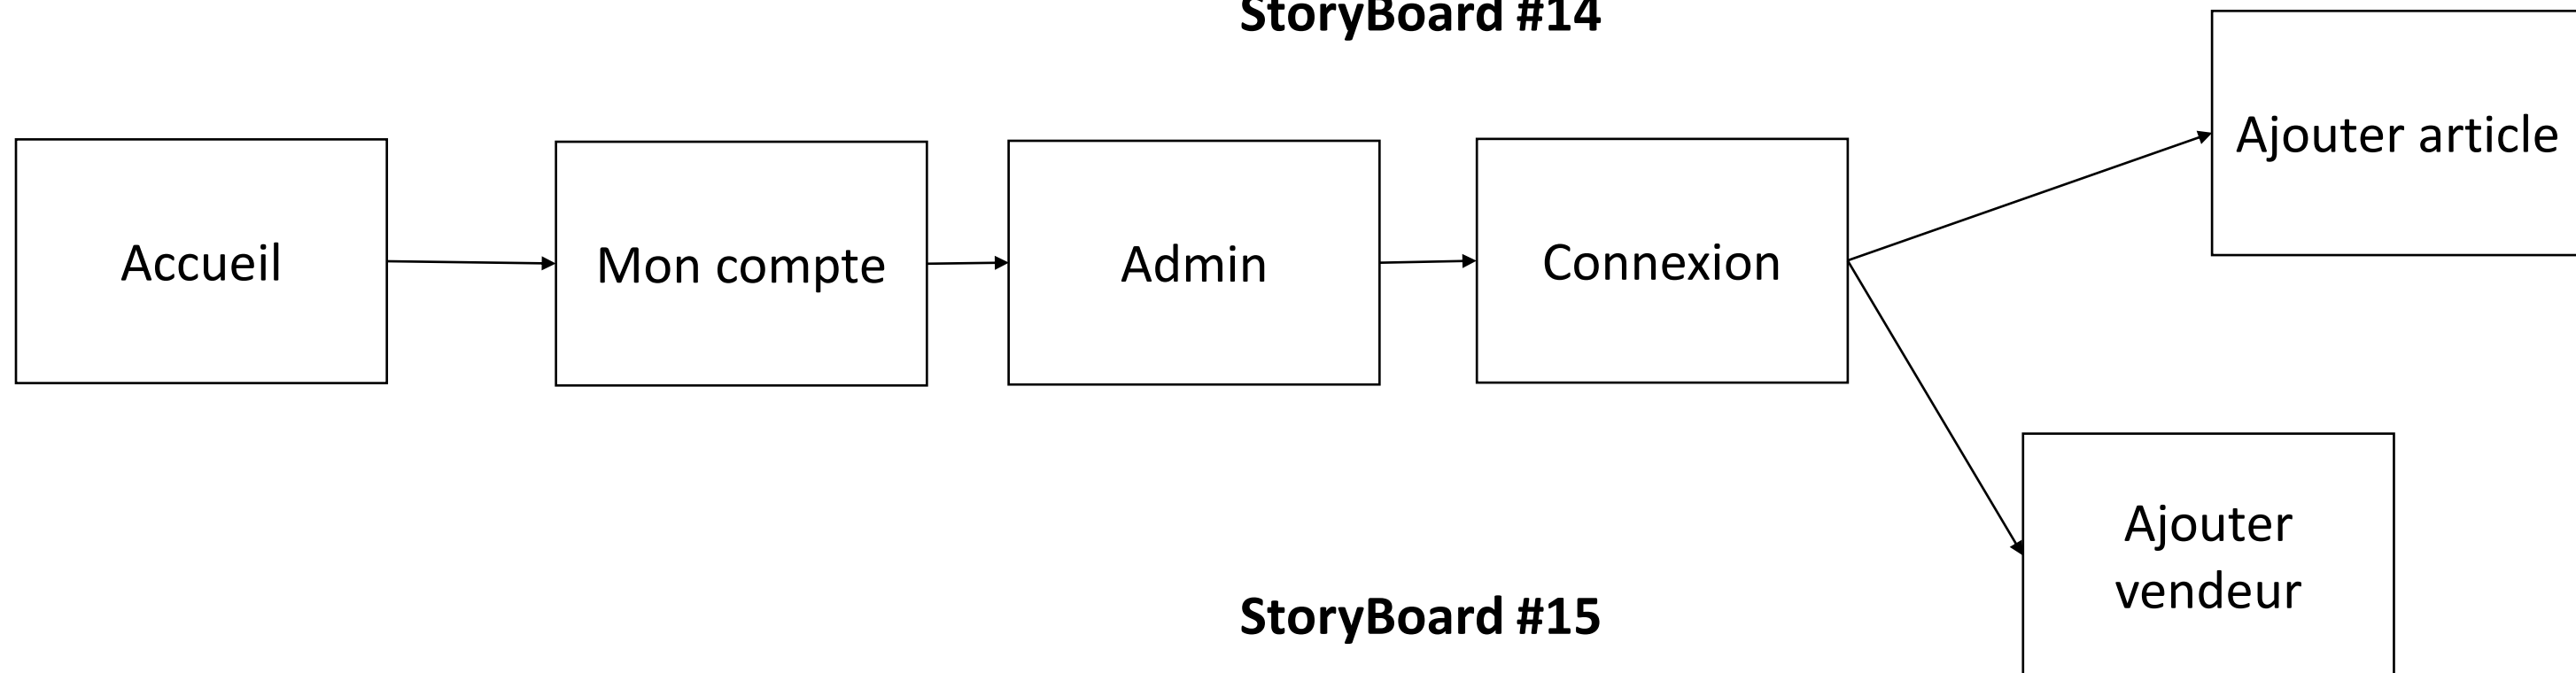 StoryBoard #14
Ajouter article
Accueil
Mon compte
Admin
Connexion
Ajouter
vendeur
StoryBoard #15